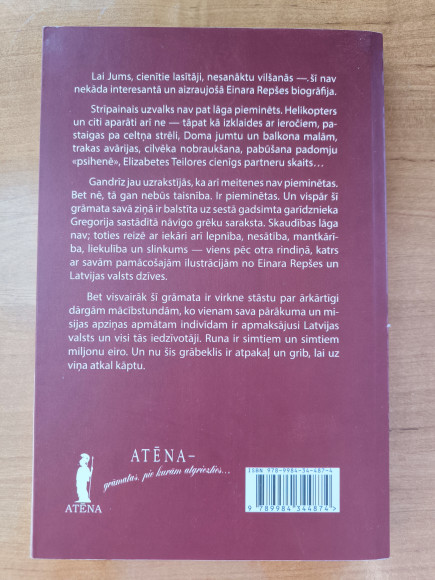 Lai Jums, cienītie lasītāji, nesanāktu vilšanās — šī nav
nekāda interesantā un aizraujošā Einara Repšes biogrāfija.
Strīpainais uzvalks nav pat lāga pieminēts. Helikopters
un citi aparāti arī ne — tāpat kā izklaides ar ieročiem, pa-
staigas pa celtņa strēli, Doma jumtu un balkona malām,
trakas avārijas, cilvēka nobraukšana, pabūšana padomju
«psihenē», Elizabetes Teilores cienīgs partneru skaits...
Gandrīz jau uzrakstījās, ka arī meitenes nav pieminētas.
Bet nē, tā gan nebūs taisnība. Ir pieminētas. Un vispār šī
grāmata savā ziņā ir balstīta uz sestā gadsimta garīdznieka
Gregorija sastādītā nāvīgo grēku saraksta. Skaudības lāga
nav; toties reizē ar iekāri arī lepnība, nesātība, mantkārī-
ba, liekulība un slinkums — viens pēc otra rindiņā, katrs
ar savām pamācošajām ilustrācijām no Einara Repšes un
Latvijas valsts dzīves.
Bet visvairāk šī grāmata ir virkne stāstu par ārkārtīgi
dārgām mācībstundām, ko vienam sava pārākuma un mi-
sijas apziņas apmātam indivīdam ir apmaksājusi Latvijas
valsts un visi tās iedzīvotāji. Runa ir simtiem un simtiem
miljonu eiro. Un nu šis grābeklis ir atpakaļ un grib, lai uz
viņa atkal kāptu.
ATĒNA–
grāmatas, pie kurām atgriezties...
ATĒNA
ISBN 978-9984-34-487-4
9 789984 344874 >